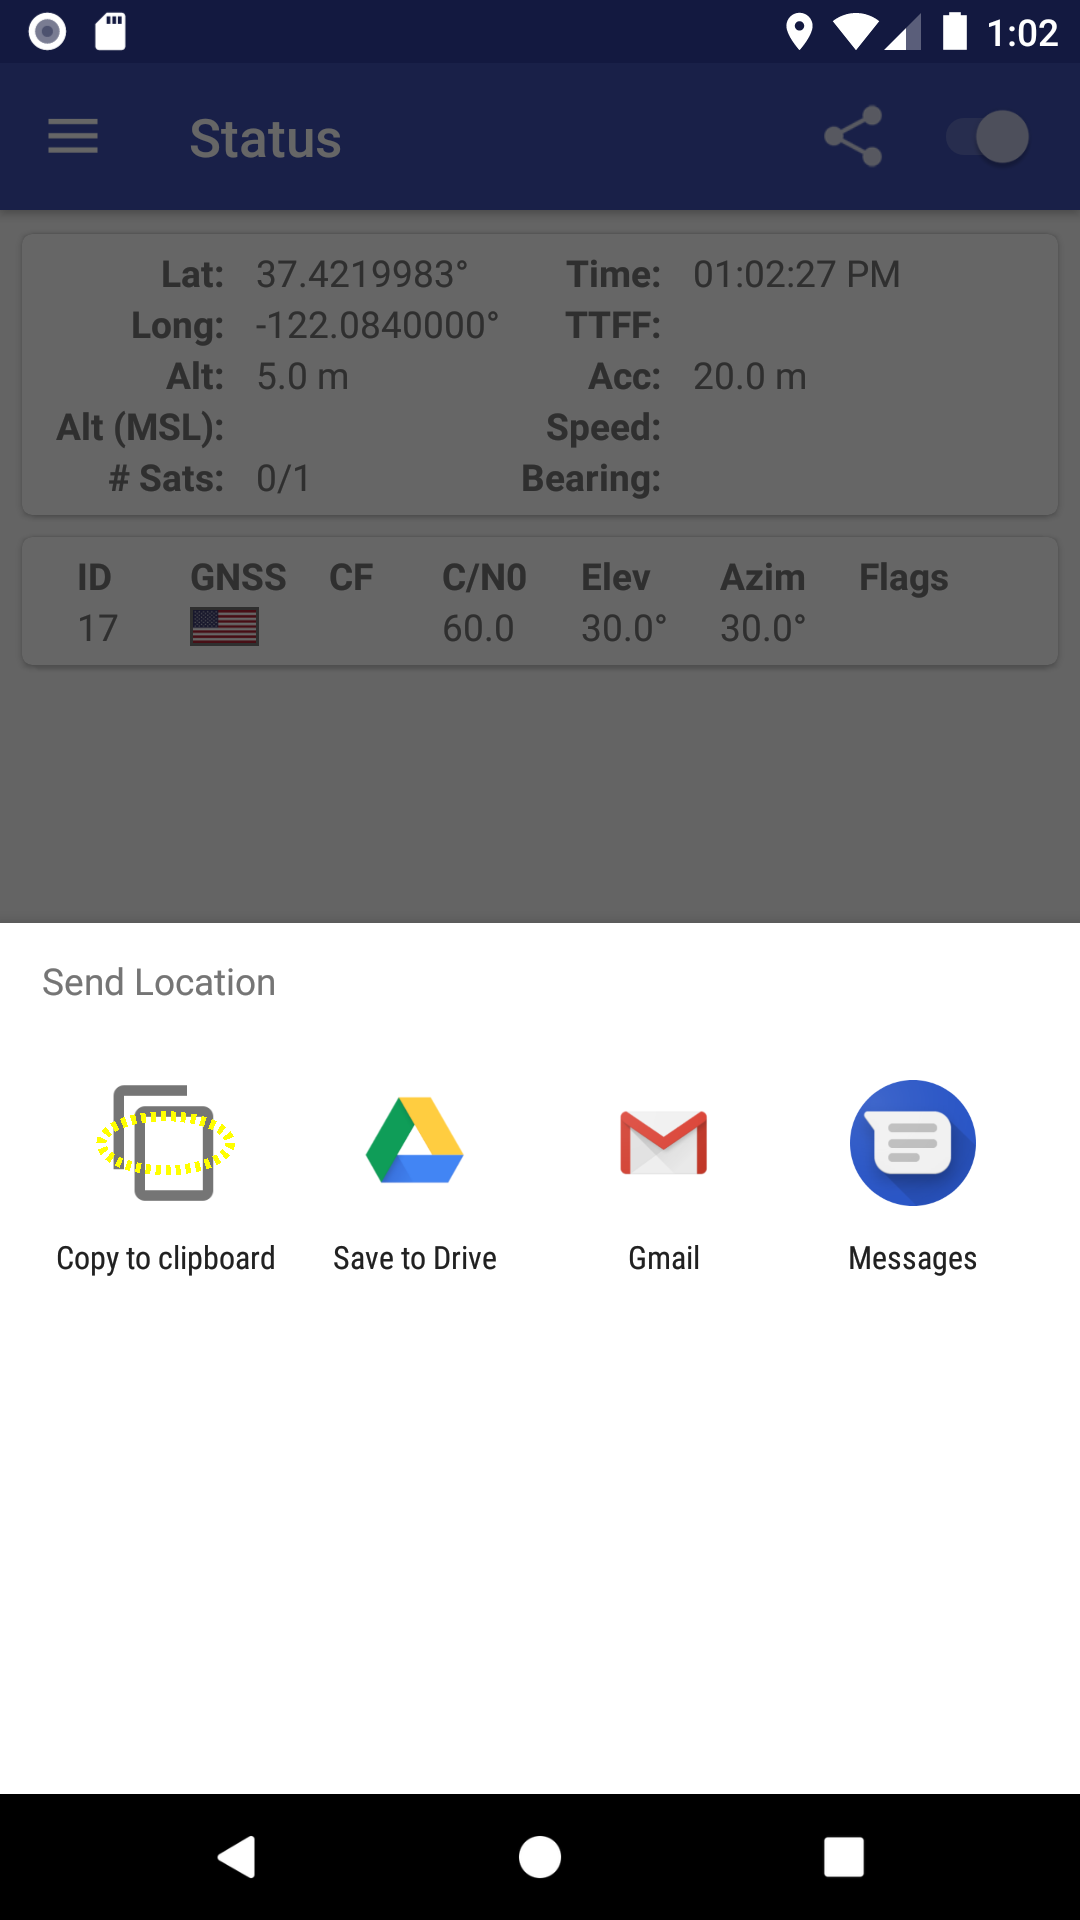 1:02
Status
Lat: 37.4219983° Time: 01:02:27 PM
Long: -122.0840000° TTFF:
Alt: 5.0 m Acc: 20.0 m
Alt (MSL): Speed:
# Sats: 0/1 Bearing:
ID GNSS CF C/N0 Elev Azim Flags
17 60.0 30.0° 30.0°
Send Location
Copy to clipboard Save to Drive Gmail Messages